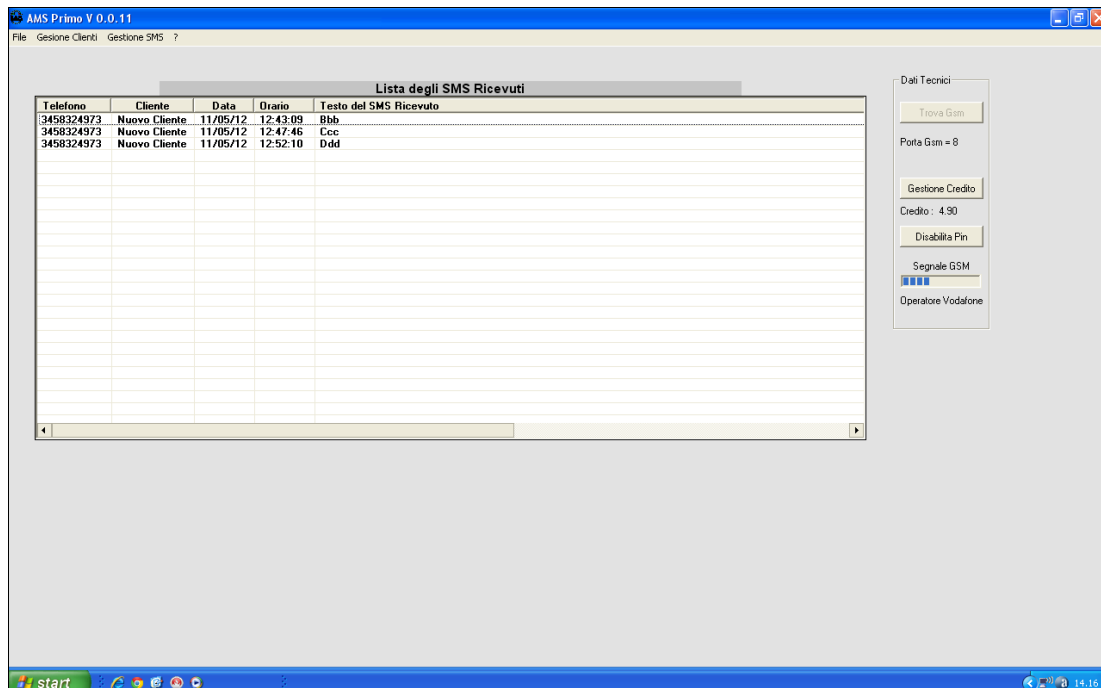 AMS Primo V 0.0.11
File Gesione Clienti Gestione SMS ?
Lista degli SMS Ricevuti
Telefono Cliente Data Orario Testo del SMS Ricevuto
3458324973 Nuovo Cliente 11/05/12 12:43:09 Bbb
3458324973 Nuovo Cliente 11/05/12 12:47:46 Ccc
3458324973 Nuovo Cliente 11/05/12 12:52:10 Ddd
Dati Tecnici
Trova Gsm
Porta Gsm = 8
Gestione Credito
Credito : 4.90
Disabilita Pin
Segnale GSM
Operatore Vodafone
start
14.16